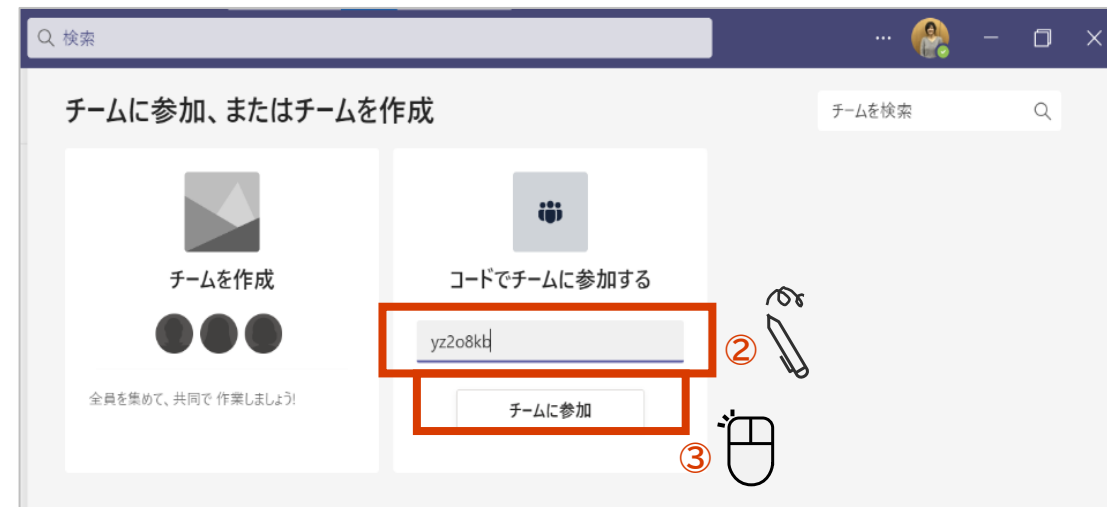 検索
チームに参加、またはチームを作成
チームを検索
チームを作成
全員を集めて、共同で 作業しましょう!
コードでチームに参加する
yz2o8kb
②
チームに参加
③